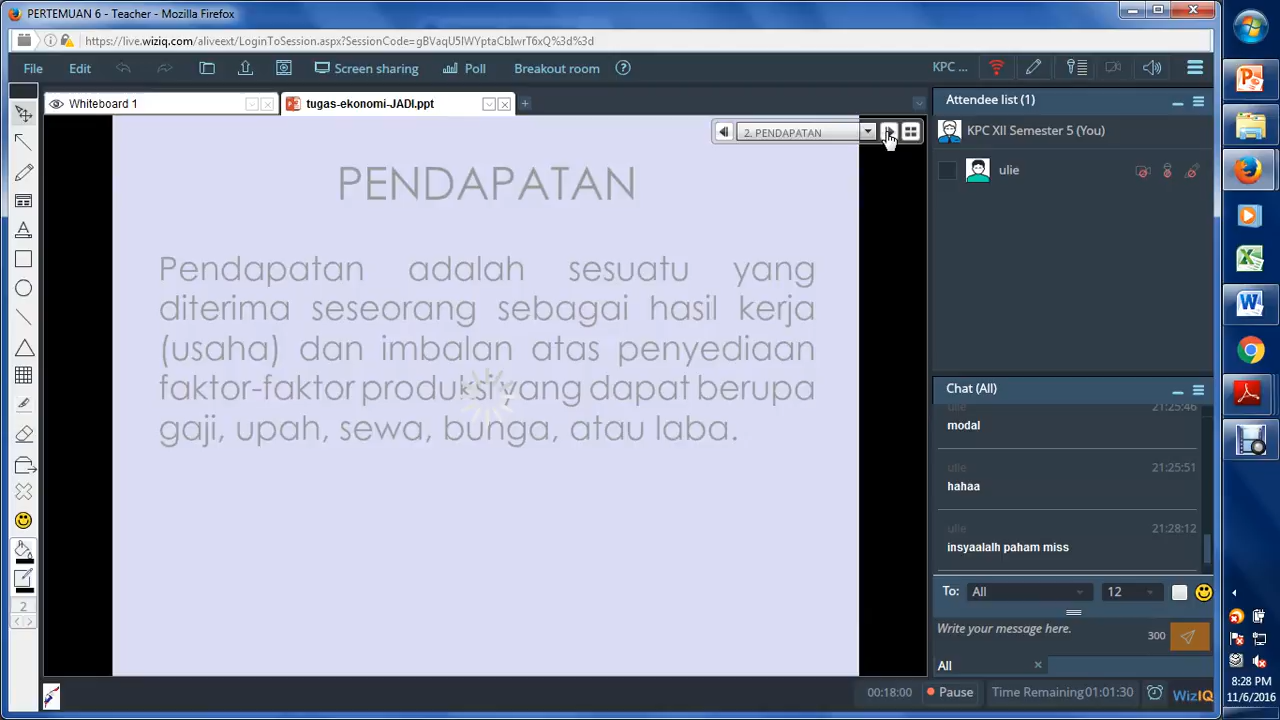 PERTEMUAN 6 - Teacher - Mozilla Firefox
https://live.wiziq.com/aliveext/LoginToSession.aspx?SessionCode=gBVaqU5lWYptaCbIwrT6xQ%3d%3d
File Edit Screen sharing Poll Breakout room ? KPC ...
Whiteboard 1 tugas-ekonomi-JADI.ppt
Attendee list (1)
2. PENDAPATAN
KPC XII Semester 5 (You)
ulie
PENDAPATAN
Pendapatan adalah sesuatu yang
diterima seseorang sebagai hasil kerja
(usaha) dan imbalan atas penyediaan
faktor-faktor produksi yang dapat berupa
gaji, upah, sewa, bunga, atau laba.
Chat (All)
ulie 21:25:46
modal
ulie 21:25:51
hahaa
ulie 21:28:12
insyaalalh paham miss
To: All 12
Write your message here. 300
All
2
00:18:00 Pause Time Remaining 01:01:30 WizIQ
8:28 PM
11/6/2016